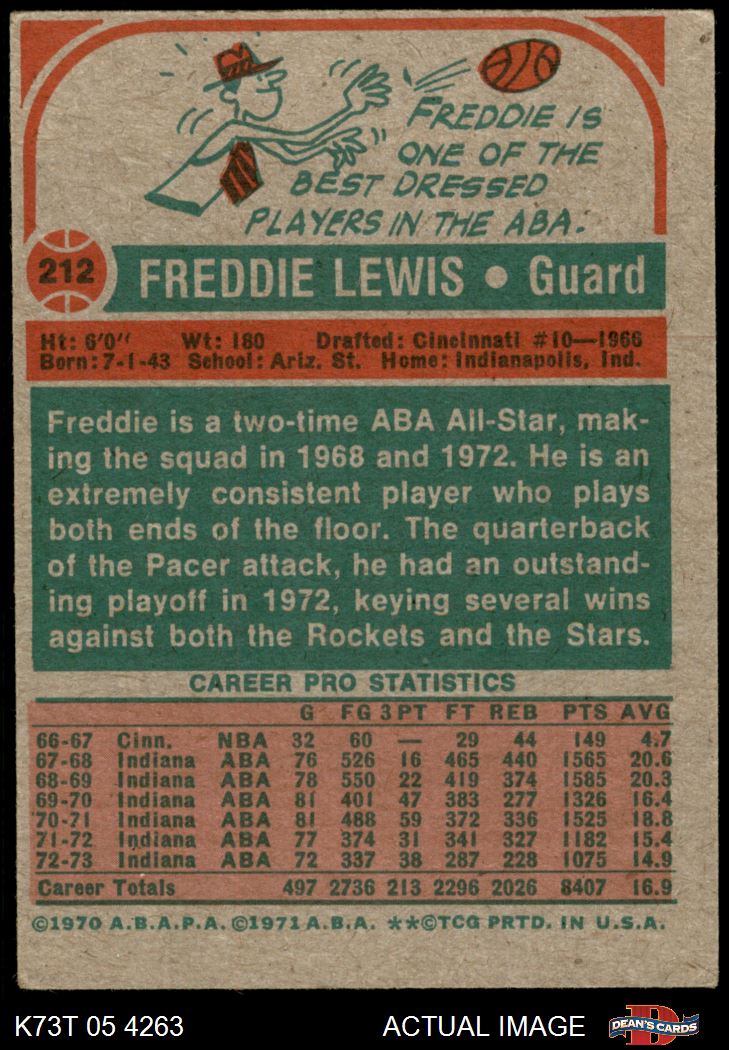 FREDDIE IS
ONE OF THE
BEST DRESSED
PLAYERS IN THE ABA.
212 FREDDIE LEWIS • Guard
Ht: 6'0" Wt: 180 Drafted: Cincinnati #10—1966
Born: 7-1-43 School: Ariz. St. Home: Indianapolis, Ind.
Freddie is a two-time ABA All-Star, mak-
ing the squad in 1968 and 1972. He is an
extremely consistent player who plays
both ends of the floor. The quarterback
of the Pacer attack, he had an outstand-
ing playoff in 1972, keying several wins
against both the Rockets and the Stars.
CAREER PRO STATISTICS
G FG 3PT FT REB PTS AVG
66-67 Cinn. NBA 32 60 — 29 44 149 4.7
67-68 Indiana ABA 76 526 16 465 440 1565 20.6
68-69 Indiana ABA 78 550 22 419 374 1585 20.3
69-70 Indiana ABA 81 401 47 383 277 1326 16.4
70-71 Indiana ABA 81 488 59 372 336 1525 18.8
71-72 Indiana ABA 77 374 31 341 327 1182 15.4
72-73 Indiana ABA 72 337 38 287 228 1075 14.9
Career Totals 497 2736 213 2296 2026 8407 16.9
©1970 A.B.A.P.A. ©1971 A.B.A. **©TCG PRTD. IN U.S.A.
K73T 05 4263 ACTUAL IMAGE DEAN'S CARDS